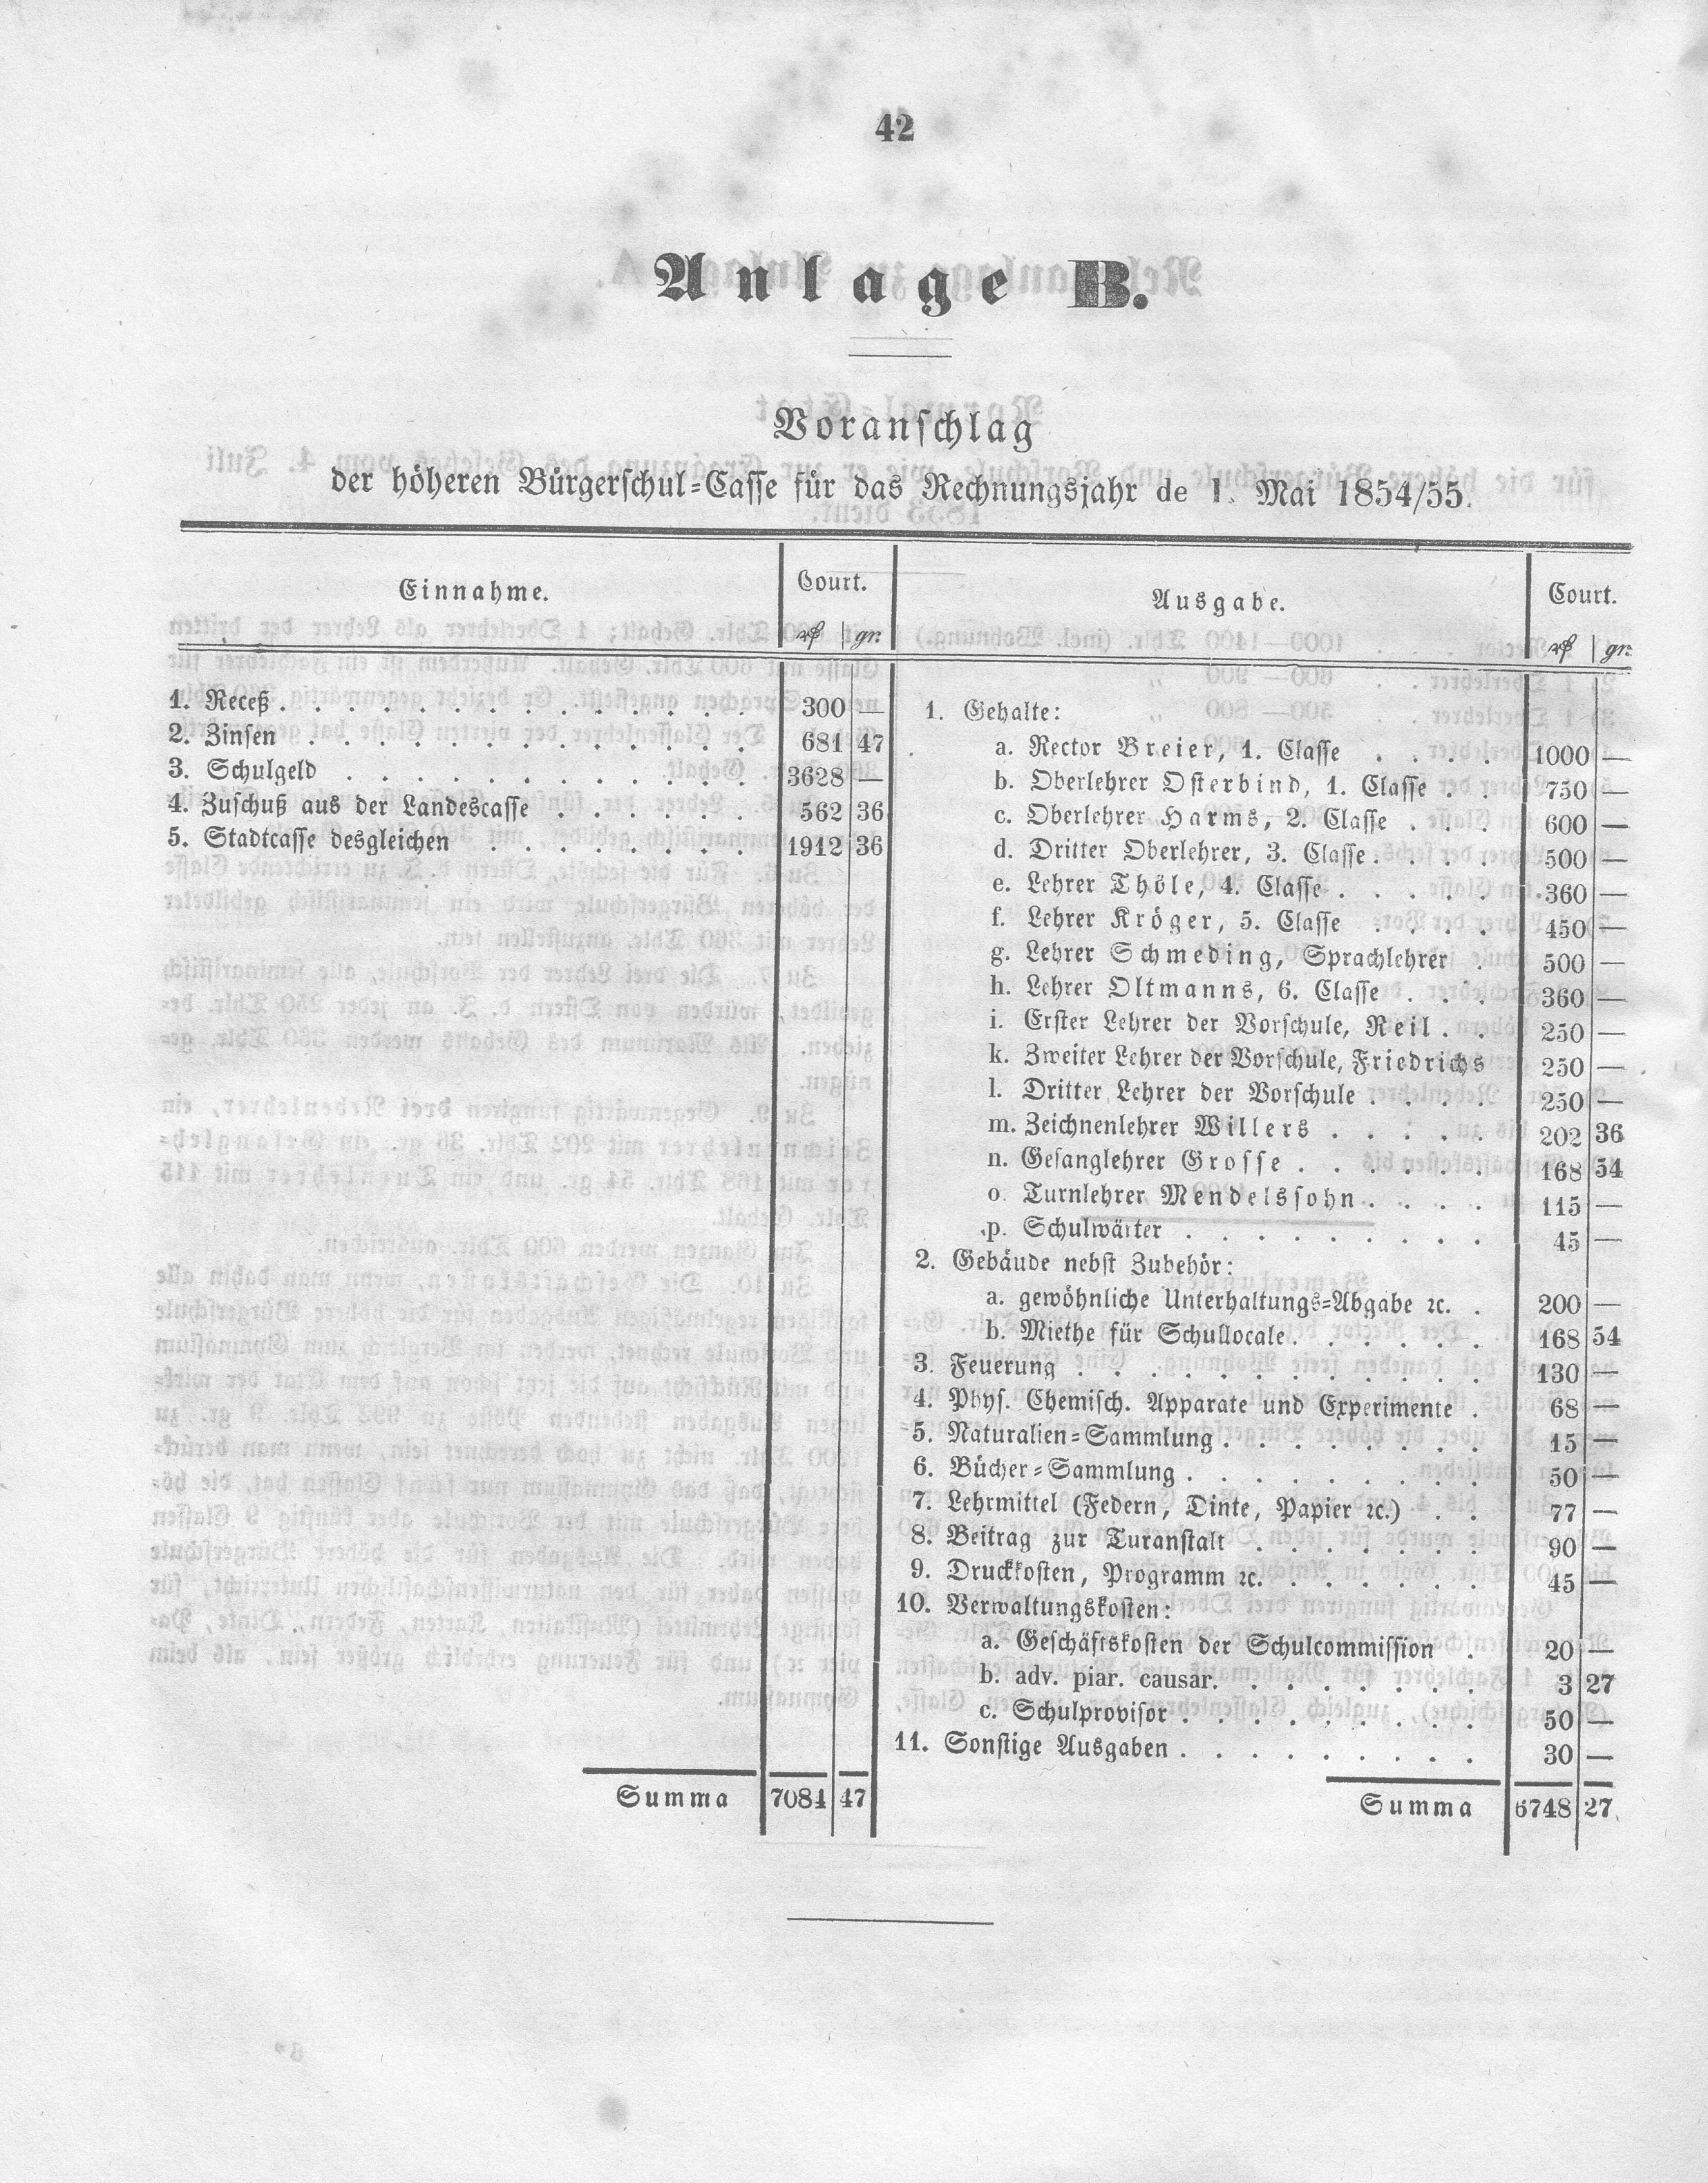 42
Anlage B.
Voranschlag
der höheren Bürgerschul=Casse für das Rechnungsjahr de 1. Mai 1854/55.
Einnahme. Court.
₰ gr.
1. Receß . . . 300 —
2. Zinsen . . . 681 47
3. Schulgeld . . . 3628 —
4. Zuschuß aus der Landescasse . . . 562 36
5. Stadtcasse desgleichen . . . 1912 36
Summa 7084 47
Ausgabe. Court.
gr.
1. Gehalte:
a. Rector Breier, 1. Classe . . . . 1000 —
b. Oberlehrer Osterbind, 1. Classe . . 750 —
c. Oberlehrer Harms, 2. Classe . . . 600 —
d. Dritter Oberlehrer, 3. Classe . . . . 500 —
e. Lehrer Thöle, 4. Classe . . . . . 360 —
f. Lehrer Kröger, 5. Classe . . . . 450 —
g. Lehrer Schmeding, Sprachlehrer . 500 —
h. Lehrer Oltmanns, 6. Classe . . . 360 —
i. Erster Lehrer der Vorschule, Reil . . 250 —
k. Zweiter Lehrer der Vorschule, Friedrichs 250 —
l. Dritter Lehrer der Vorschule . . . . 250 —
m. Zeichnenlehrer Willers . . . . . 202 36
n. Gesanglehrer Grosse . . . . . . 168 54
o. Turnlehrer Mendelssohn . . . . 115 —
p. Schulwärter . . . . . . . . . 45 —
2. Gebäude nebst Zubehör:
a. gewöhnliche Unterhaltungs=Abgabe ꝛc. . 200 —
b. Miethe für Schullocale . . . . . . 168 54
3. Feuerung . . . . . . . . . . . . 130 —
4. Phys. Chemisch. Apparate und Experimente . 68 —
5. Naturalien=Sammlung . . . . . . . . 15 —
6. Bücher=Sammlung . . . . . . . . . 50 —
7. Lehrmittel (Federn, Dinte, Papier ꝛc.) . . 77 —
8. Beitrag zur Turanstalt . . . . . . . 90 —
9. Druckkosten, Programm ꝛc. . . . . . . 45 —
10. Verwaltungskosten:
a. Geschäftskosten der Schulcommission . 20 —
b. adv. piar. causar. . . . . . . . 3 27
c. Schulprovisor . . . . . . . . . 50 —
11. Sonstige Ausgaben . . . . . . . . . 30 —
Summa 6748 27